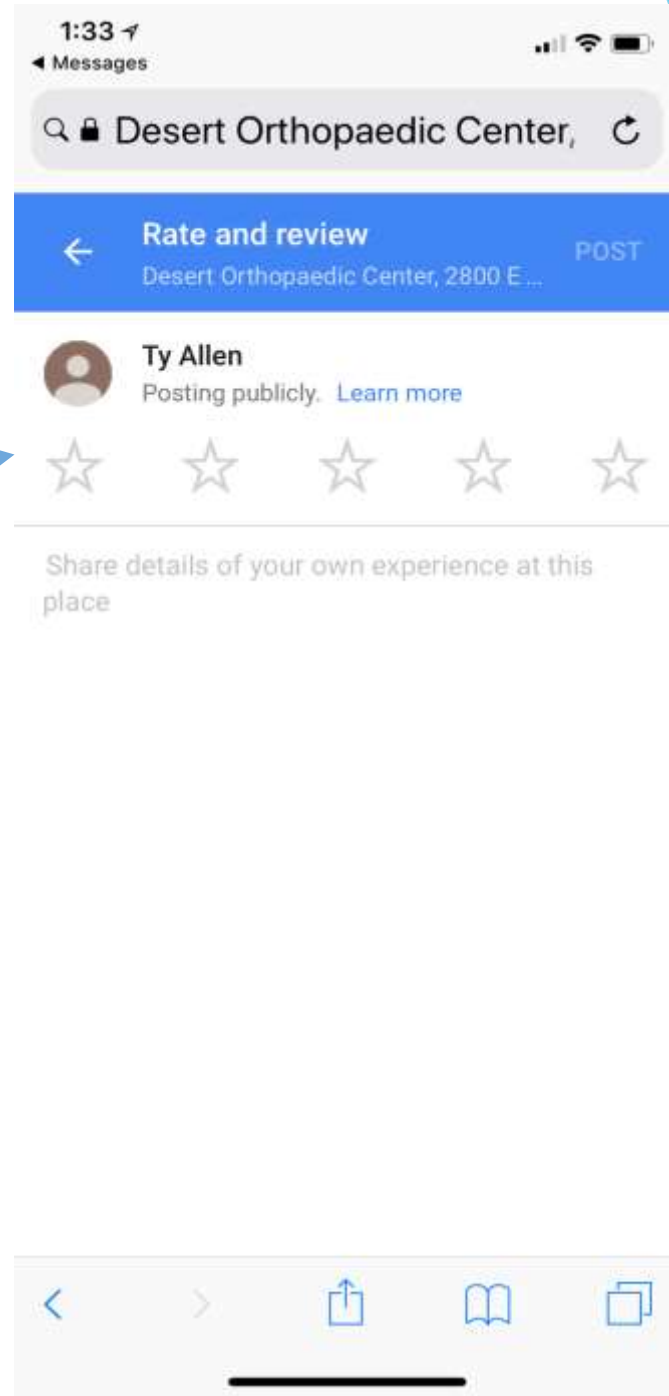 1:33
Messages
Desert Orthopaedic Center,
Rate and review
POST
Desert Orthopaedic Center, 2800 E ...
Ty Allen
Posting publicly. Learn more
Share details of your own experience at this
place